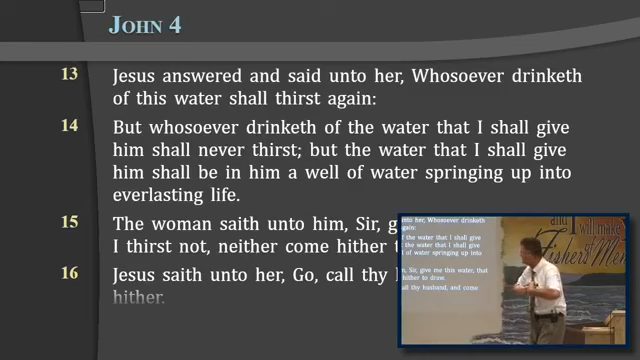 JOHN 4
13 Jesus answered and said unto her, Whosoever drinketh
of this water shall thirst again:
14 But whosoever drinketh of the water that I shall give
him shall never thirst; but the water that I shall give
him shall be in him a well of water springing up into
everlasting life.
15 The woman saith unto him, Sir,
I thirst not, neither come hither
16 Jesus saith unto her, Go, call thy
hither.
unto her, Whosoever drinketh
again:
of the water that I shall give
the water that I shall give
of water springing up into
Sir, give me this water, that
hither to draw.
call thy husband, and come
and I will make
Fishers of Men